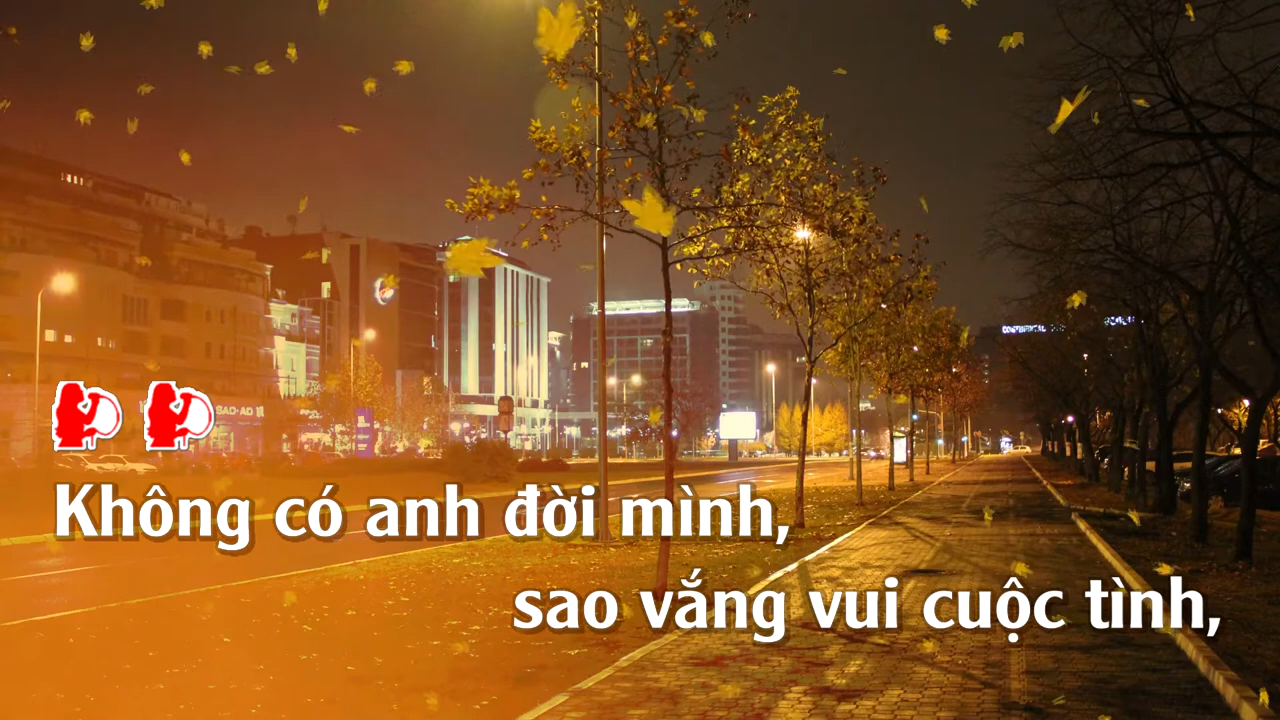 Không có anh đời mình,
sao vắng vui cuộc tình,